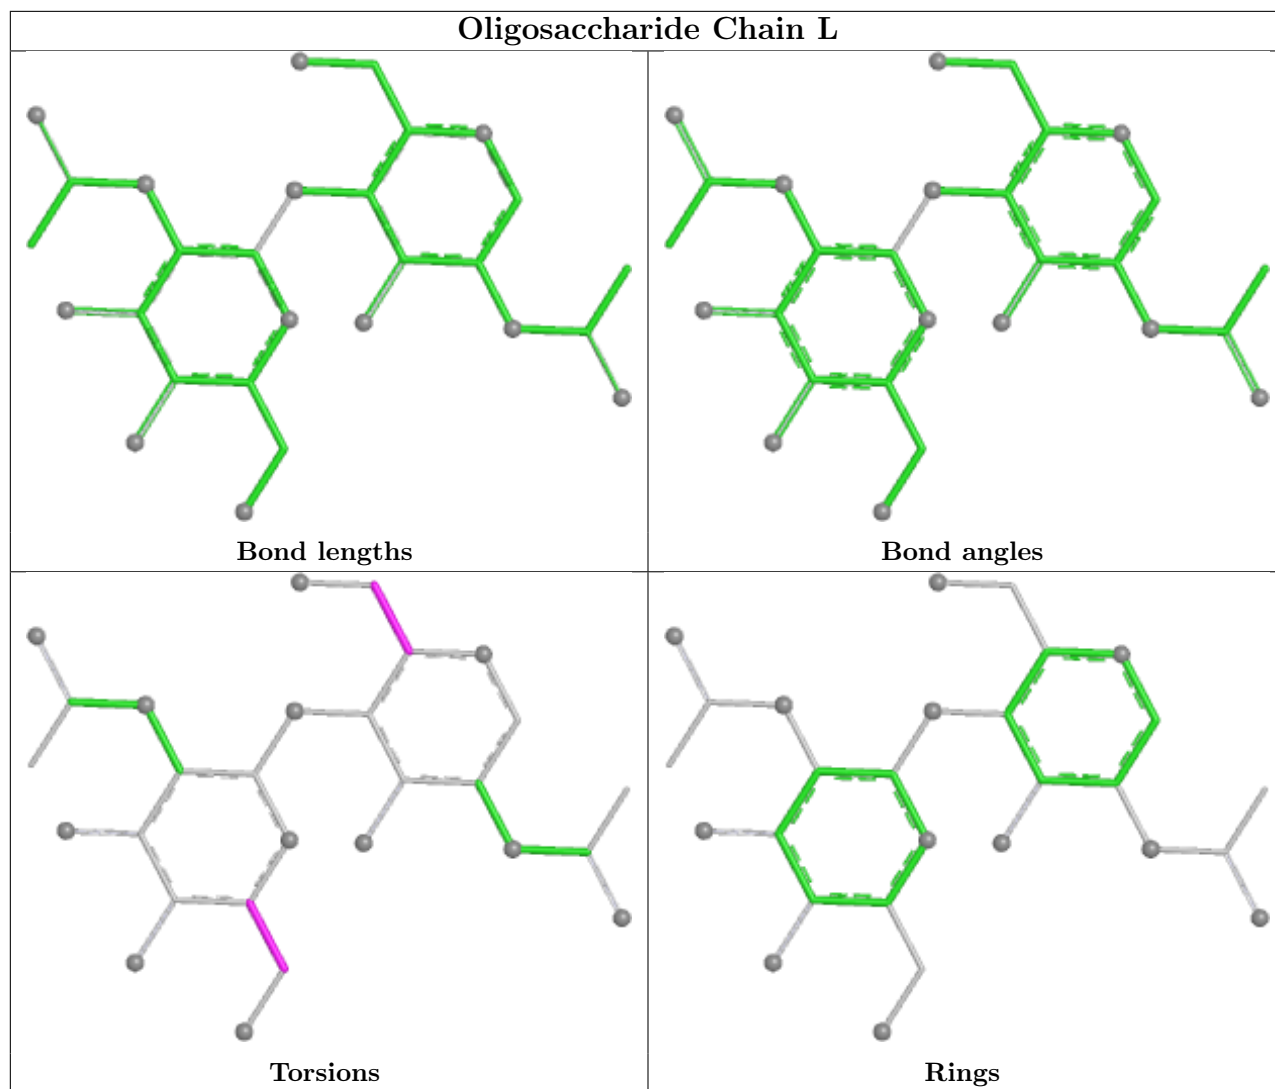 Oligosaccharide Chain L
Bond lengths
Bond angles
Torsions
Rings